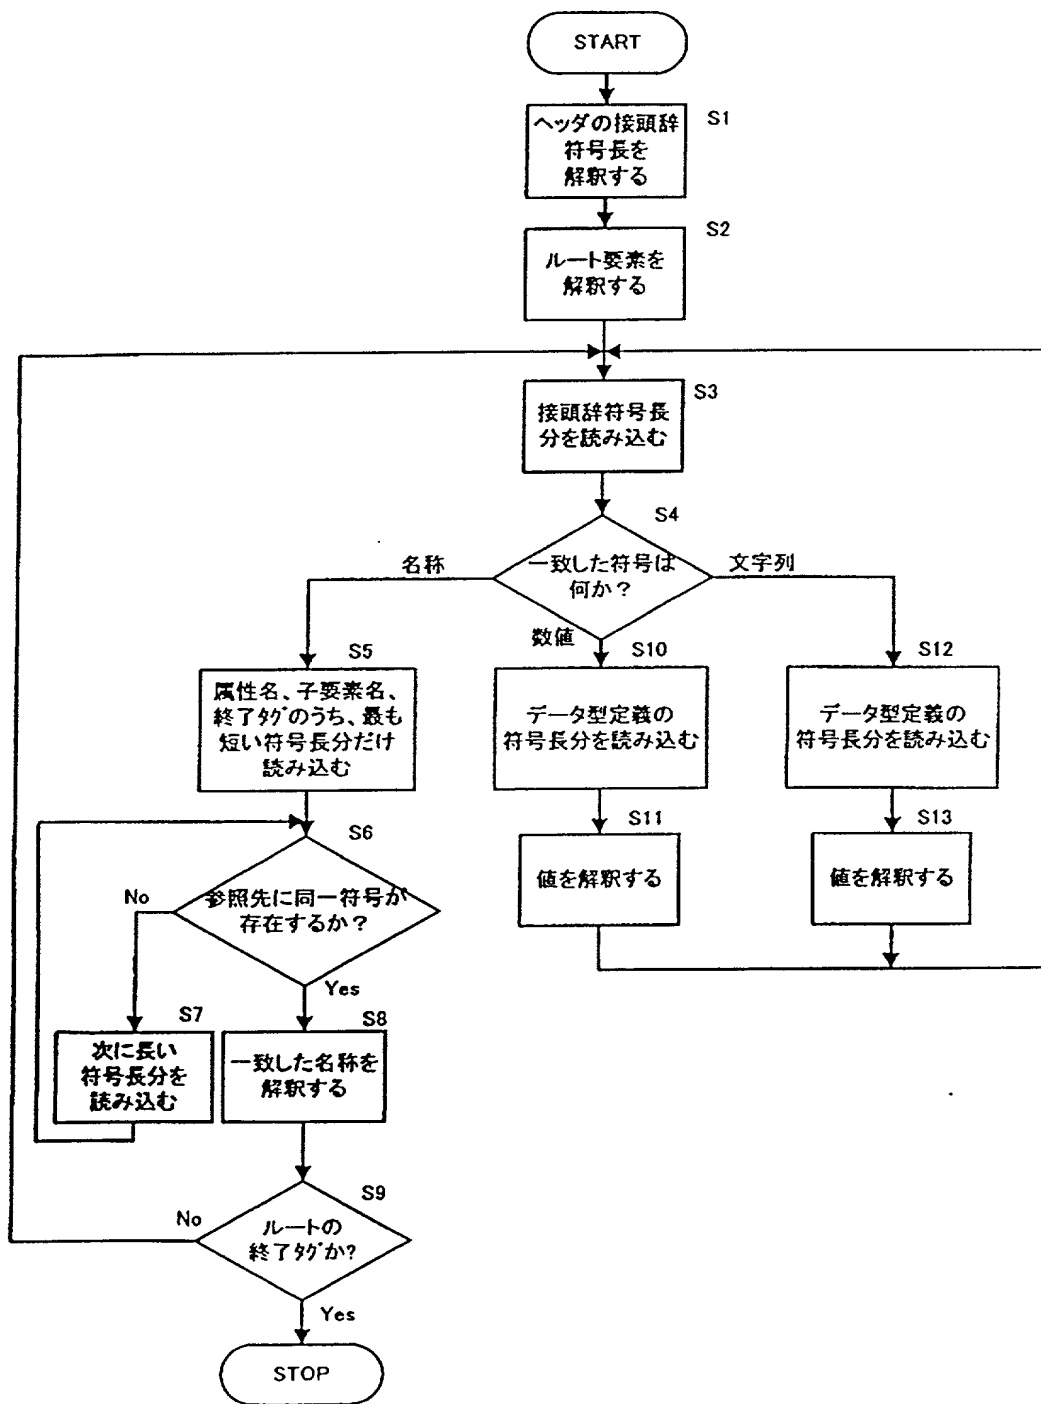 START
S1
ヘッダの接頭辞
符号長を
解釈する
S2
ルート要素を
解釈する
S3
接頭辞符号長
分を読み込む
S4
一致した符号は
何か？
名称
文字列
数値
S5
属性名、子要素名、
終了ﾀｸﾞのうち、最も
短い符号長分だけ
読み込む
S10
データ型定義の
符号長分を読み込む
S12
データ型定義の
符号長分を読み込む
S6
参照先に同一符号が
存在するか？
No
Yes
S11
値を解釈する
S13
値を解釈する
S7
次に長い
符号長分を
読み込む
S8
一致した名称を
解釈する
S9
ルートの
終了ﾀｸﾞか?
No
Yes
STOP